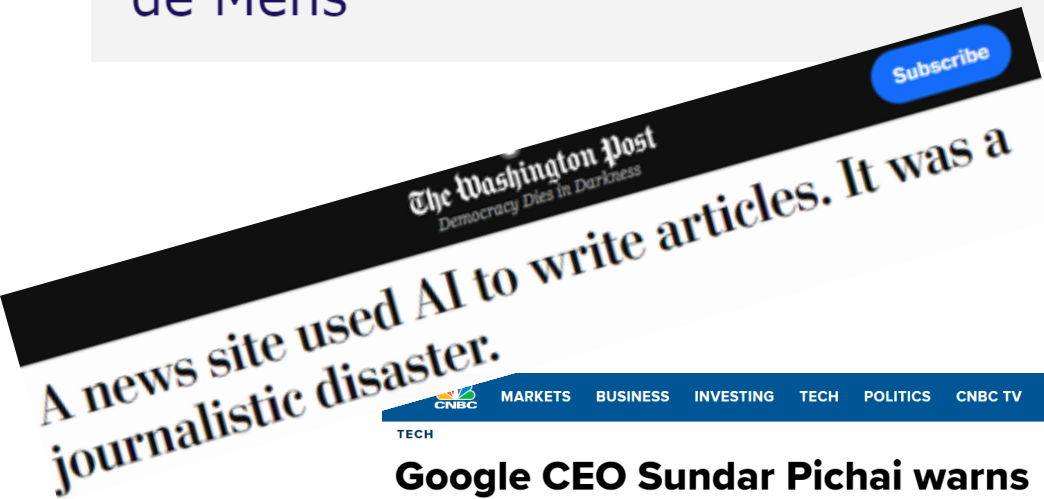 de Mens
Subscribe
The Washington Post
Democracy Dies in Darkness
A news site used AI to write articles. It was a
journalistic disaster.
CNBC MARKETS BUSINESS INVESTING TECH POLITICS CNBC TV
TECH
Google CEO Sundar Pichai warns